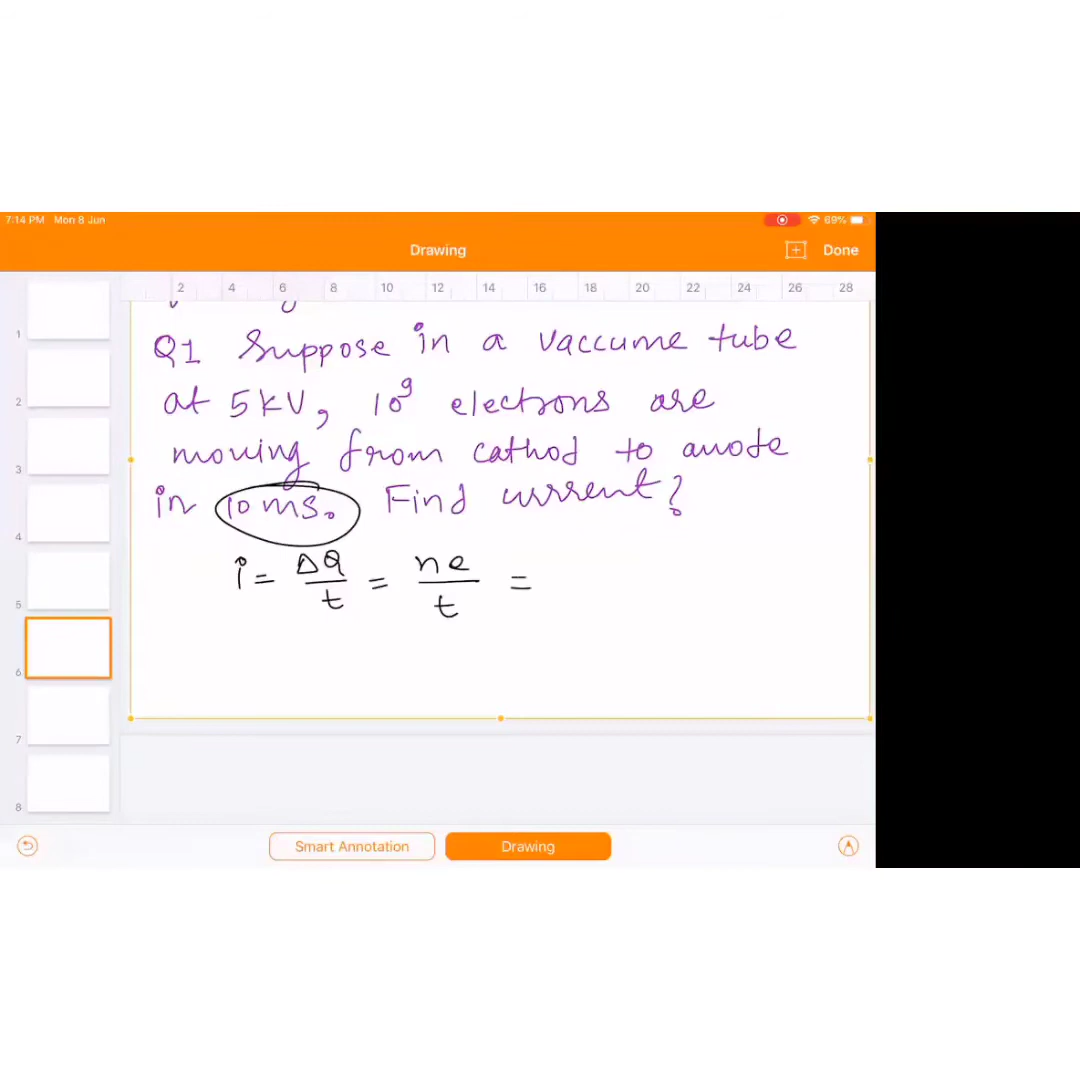 7:14 PM Mon 8 Jun
69%
Drawing
Done
2 4 6 8 10 12 14 16 18 20 22 24 26 28
Q1 Suppose in a vaccume tube
at 5kV, 10⁹ electrons are
moving from cathod to anode
in 10 ms. Find current?
i = ΔQ/t = ne/t =
1
2
3
4
5
6
7
8
Smart Annotation
Drawing